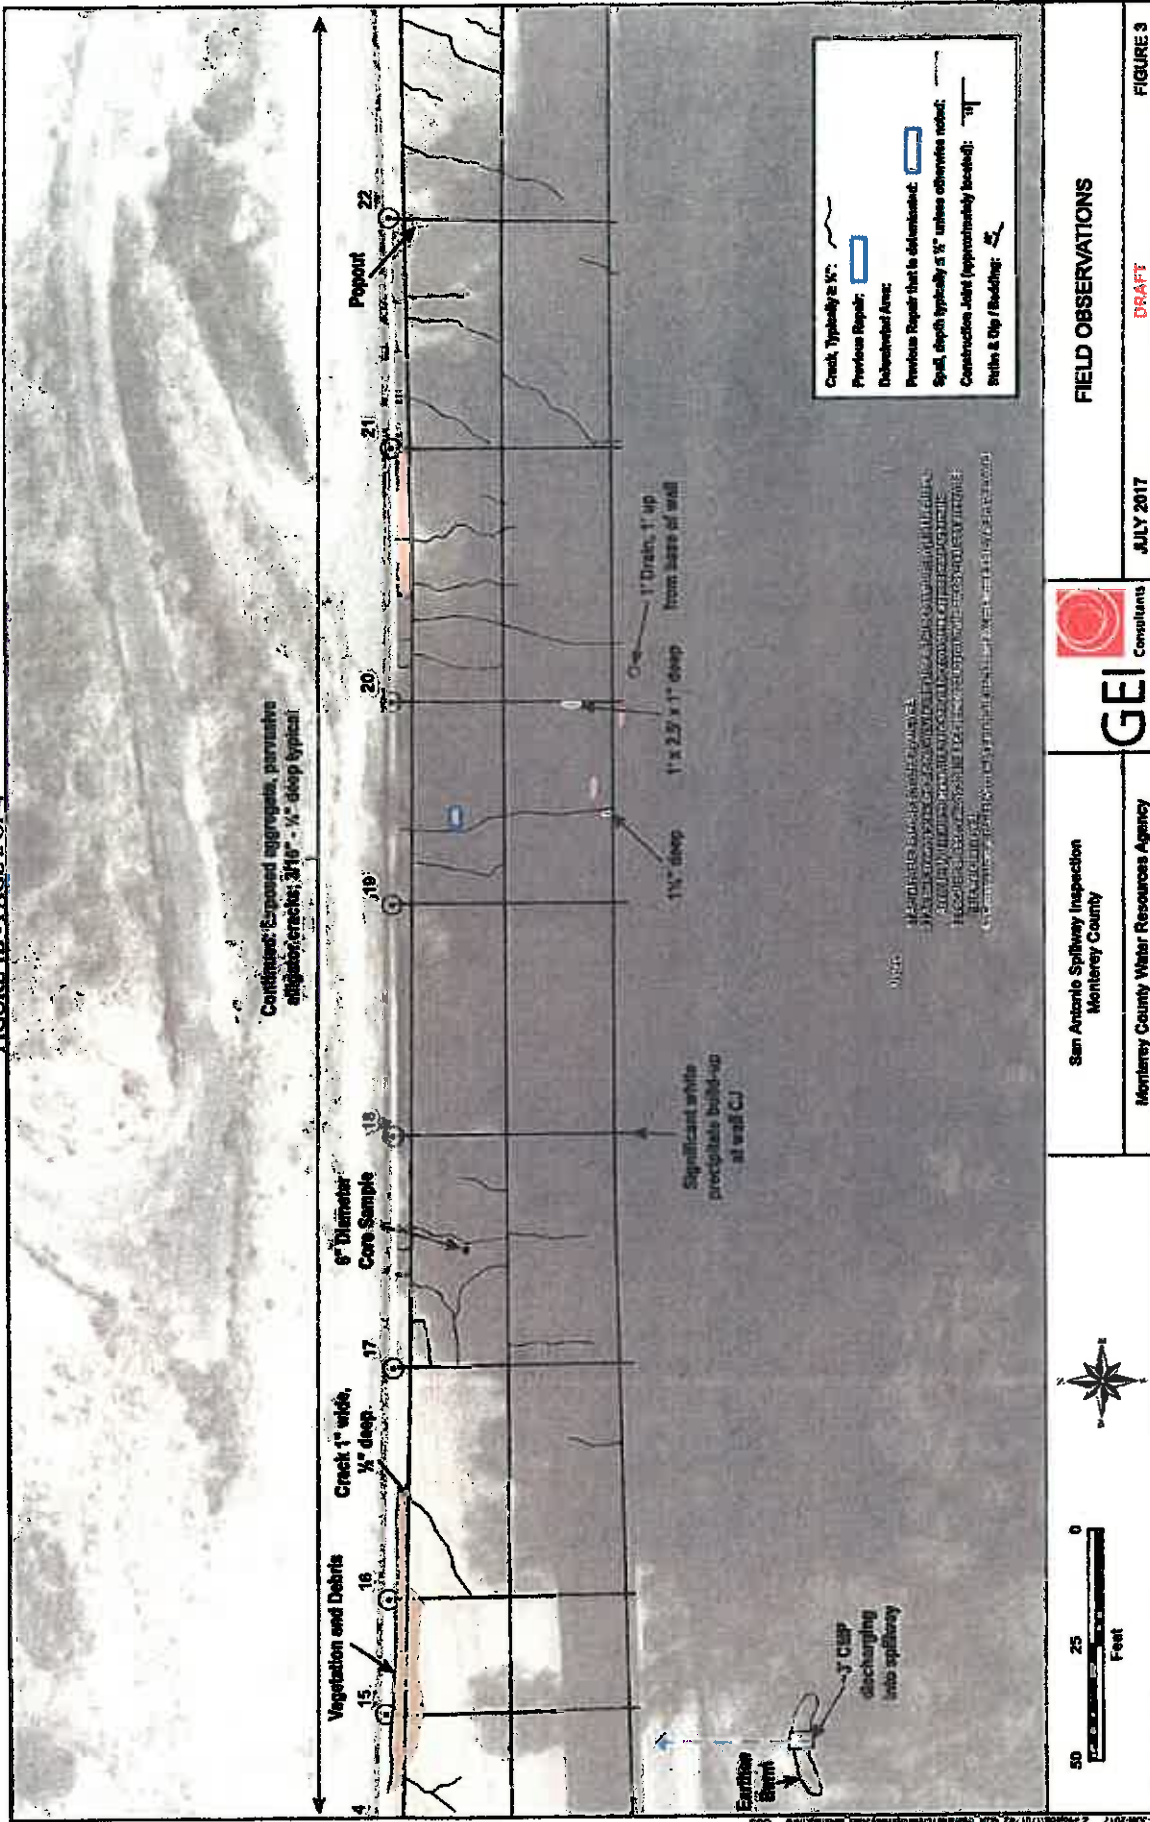 Continued: Exposed aggregate, pervasive
alligator cracks; 3/16" - ¼" deep typical
Vegetation and Debris
Crack 1" wide,
½" deep
6" Diameter
Core Sample
Popout
4
15
16
17
18
19
20
21
22
Significant white
precipitate build-up
at wall CJ
1½" deep
1' x 2.5' x 1" deep
1" Drain, 1' up
from base of wall
Earthen
Berm
3' CMP
discharging
into spillway
Crack, Typically ≥ ¼":
Previous Repair:
Delaminated Area:
Previous Repair that is delaminated:
Spall, depth typically ≤ ½" unless otherwise noted:
Construction Joint (approximately located):
Strike & Dip / Bedding:
50
25
0
Feet
San Antonio Spillway Inspection
Monterey County
Monterey County Water Resources Agency
GEI Consultants
FIELD OBSERVATIONS
JULY 2017
DRAFT
FIGURE 3